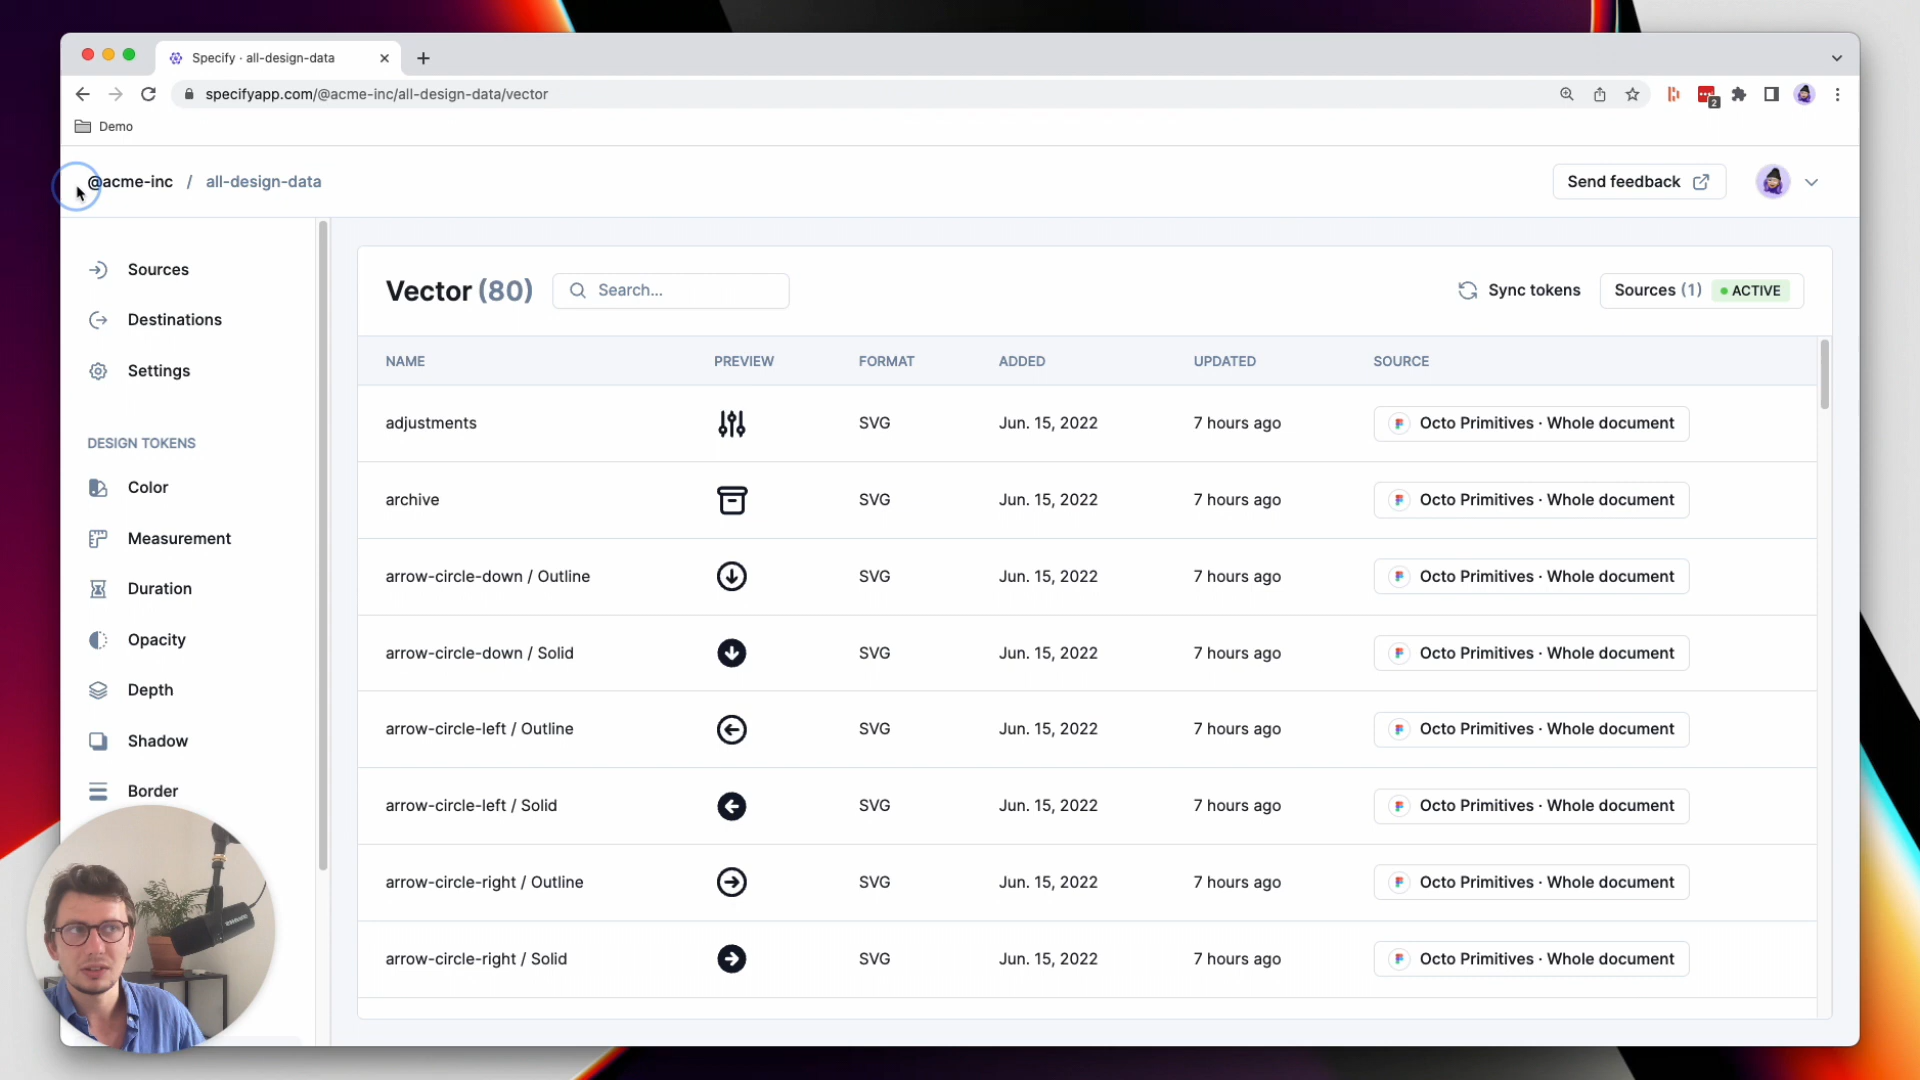 Specify · all-design-data
specifyapp.com/@acme-inc/all-design-data/vector
2
Demo
@acme-inc / all-design-data
Send feedback
Sources
Destinations
Settings
DESIGN TOKENS
Color
Measurement
Duration
Opacity
Depth
Shadow
Border
Vector (80)
Search...
Sync tokens
Sources (1) ACTIVE
NAME PREVIEW FORMAT ADDED UPDATED SOURCE
adjustments SVG Jun. 15, 2022 7 hours ago Octo Primitives · Whole document
archive SVG Jun. 15, 2022 7 hours ago Octo Primitives · Whole document
arrow-circle-down / Outline SVG Jun. 15, 2022 7 hours ago Octo Primitives · Whole document
arrow-circle-down / Solid SVG Jun. 15, 2022 7 hours ago Octo Primitives · Whole document
arrow-circle-left / Outline SVG Jun. 15, 2022 7 hours ago Octo Primitives · Whole document
arrow-circle-left / Solid SVG Jun. 15, 2022 7 hours ago Octo Primitives · Whole document
arrow-circle-right / Outline SVG Jun. 15, 2022 7 hours ago Octo Primitives · Whole document
arrow-circle-right / Solid SVG Jun. 15, 2022 7 hours ago Octo Primitives · Whole document